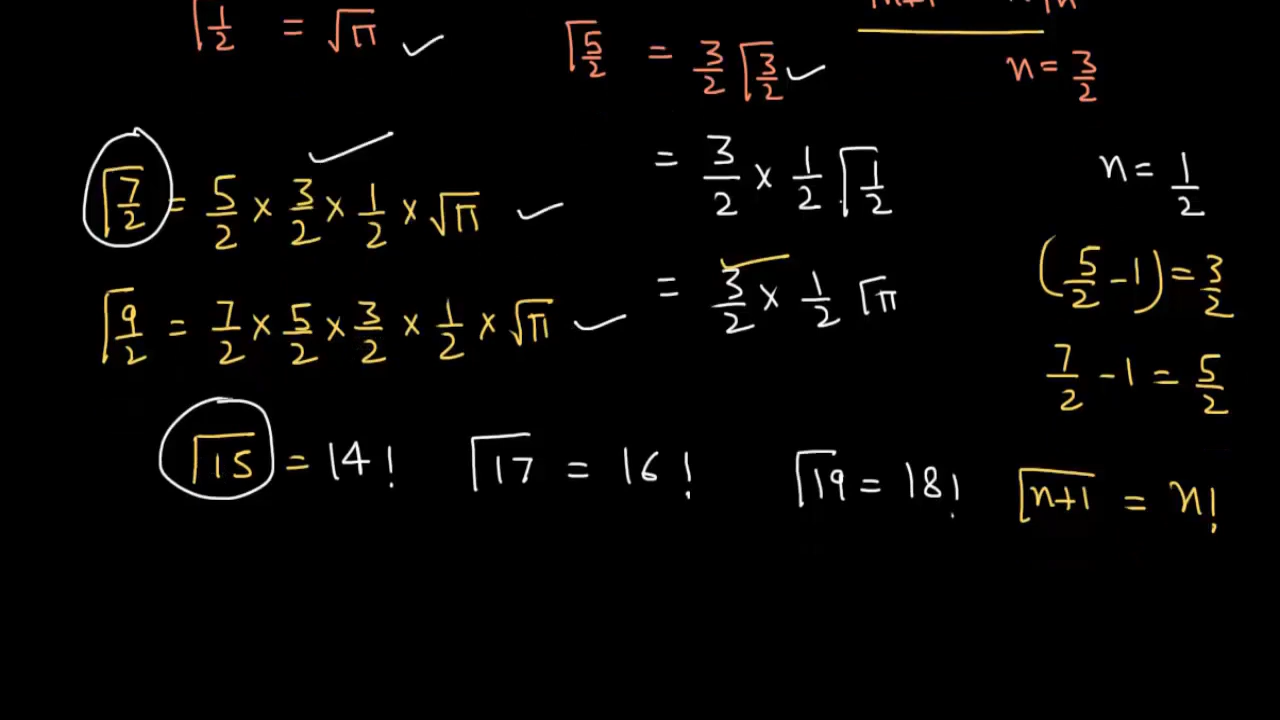 Γ1/2 = √π ✓
Γ5/2 = 3/2 Γ3/2 ✓
n = 3/2
Γ7/2 = 5/2 × 3/2 × 1/2 × √π ✓
= 3/2 × 1/2 Γ1/2
n = 1/2
(5/2 - 1) = 3/2
Γ9/2 = 7/2 × 5/2 × 3/2 × 1/2 × √π ✓
= 3/2 × 1/2 √π
7/2 - 1 = 5/2
Γ15 = 14!
Γ17 = 16!
Γ19 = 18!
Γn+1 = n!